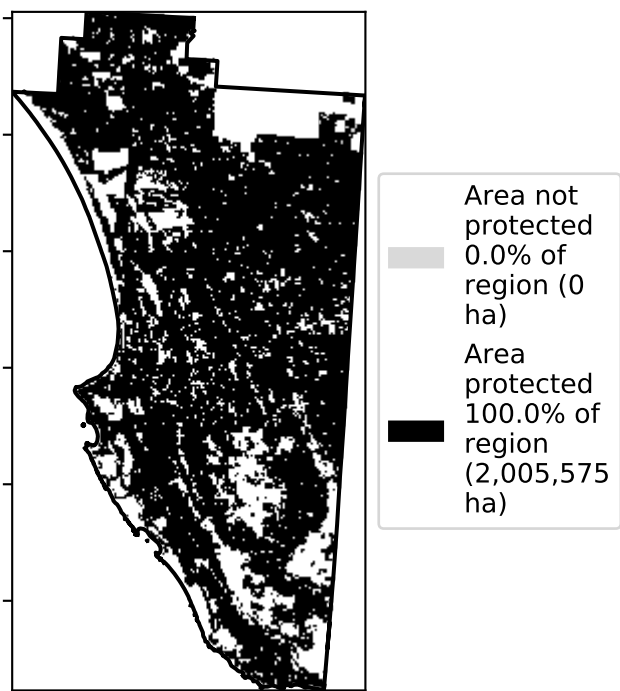 Area not
protected
0.0% of
region (0
ha)
Area
protected
100.0% of
region
(2,005,575
ha)